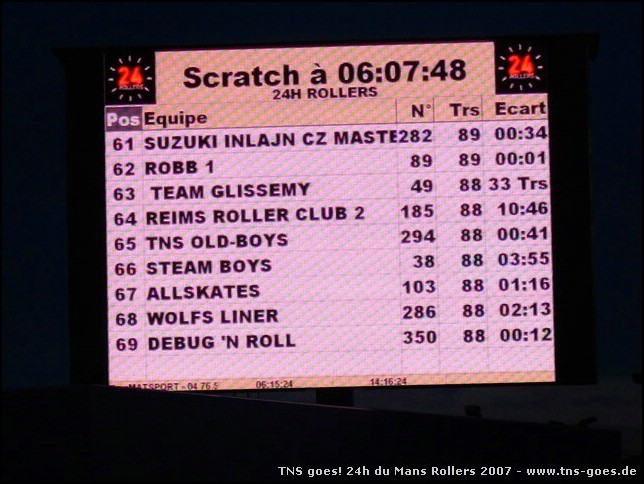 24 ROLLERS
Scratch à 06:07:48
24H ROLLERS
24 ROLLERS
Pos Equipe N° Trs Ecart
61 SUZUKI INLAJN CZ MASTE 282 89 00:34
62 ROBB 1 89 89 00:01
63 TEAM GLISSEMY 49 88 33 Trs
64 REIMS ROLLER CLUB 2 185 88 10:46
65 TNS OLD-BOYS 294 88 00:41
66 STEAM BOYS 38 88 03:55
67 ALLSKATES 103 88 01:16
68 WOLFS LINER 286 88 02:13
69 DEBUG 'N ROLL 350 88 00:12
MATSPORT - 04 76 06:15:24 14:16:24
TNS goes! 24h du Mans Rollers 2007 - www.tns-goes.de